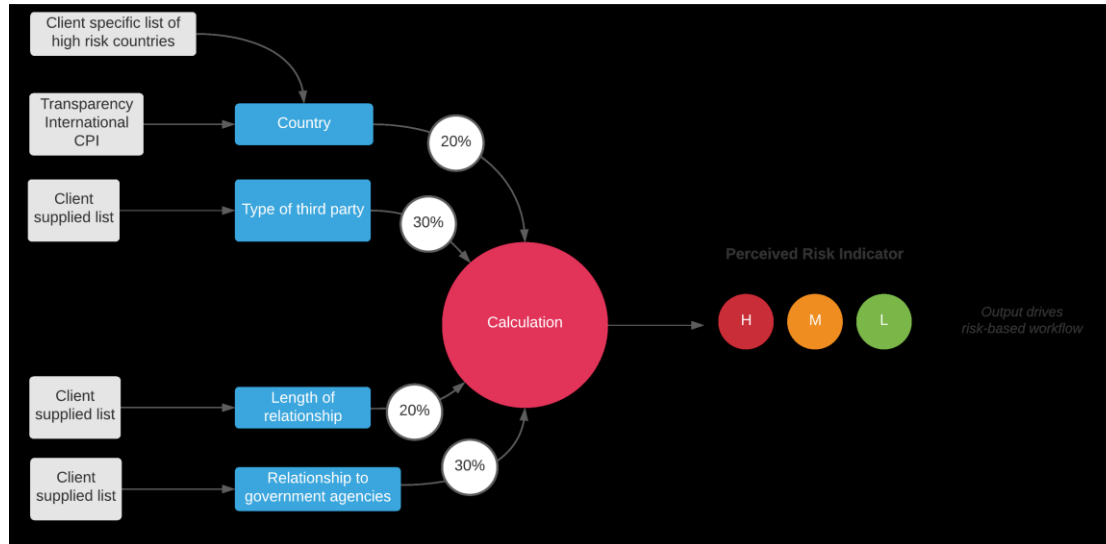 Client specific list of
high risk countries
Transparency
International
CPI
Country
20%
Client
supplied list
Type of third party
30%
Perceived Risk Indicator
Calculation
H
M
L
Output drives
risk-based workflow
Client
supplied list
Length of
relationship
20%
Client
supplied list
Relationship to
government agencies
30%